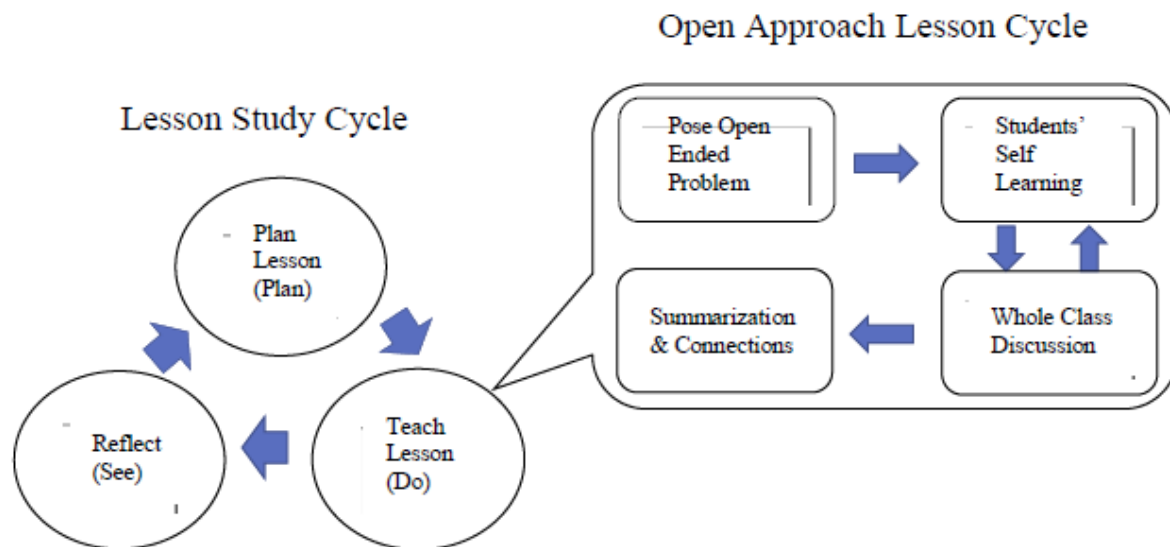 Open Approach Lesson Cycle
Lesson Study Cycle
Pose Open
Ended
Problem
Students’
Self
Learning
Plan
Lesson
(Plan)
Summarization
& Connections
Whole Class
Discussion
Reflect
(See)
Teach
Lesson
(Do)